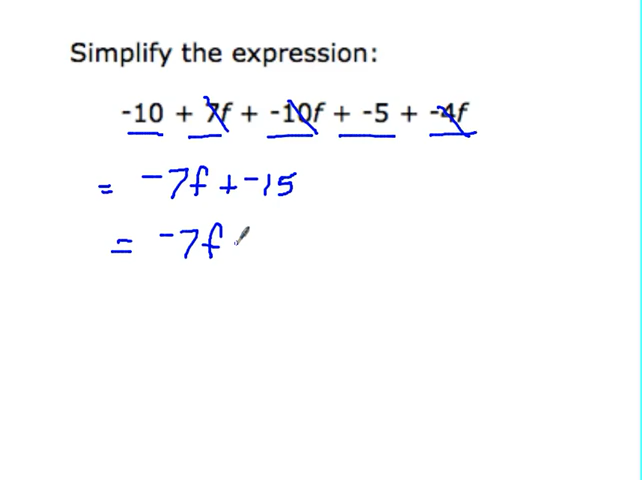 Simplify the expression:
-10 + 7f + -10f + -5 + -4f
= -7f + -15
= -7f